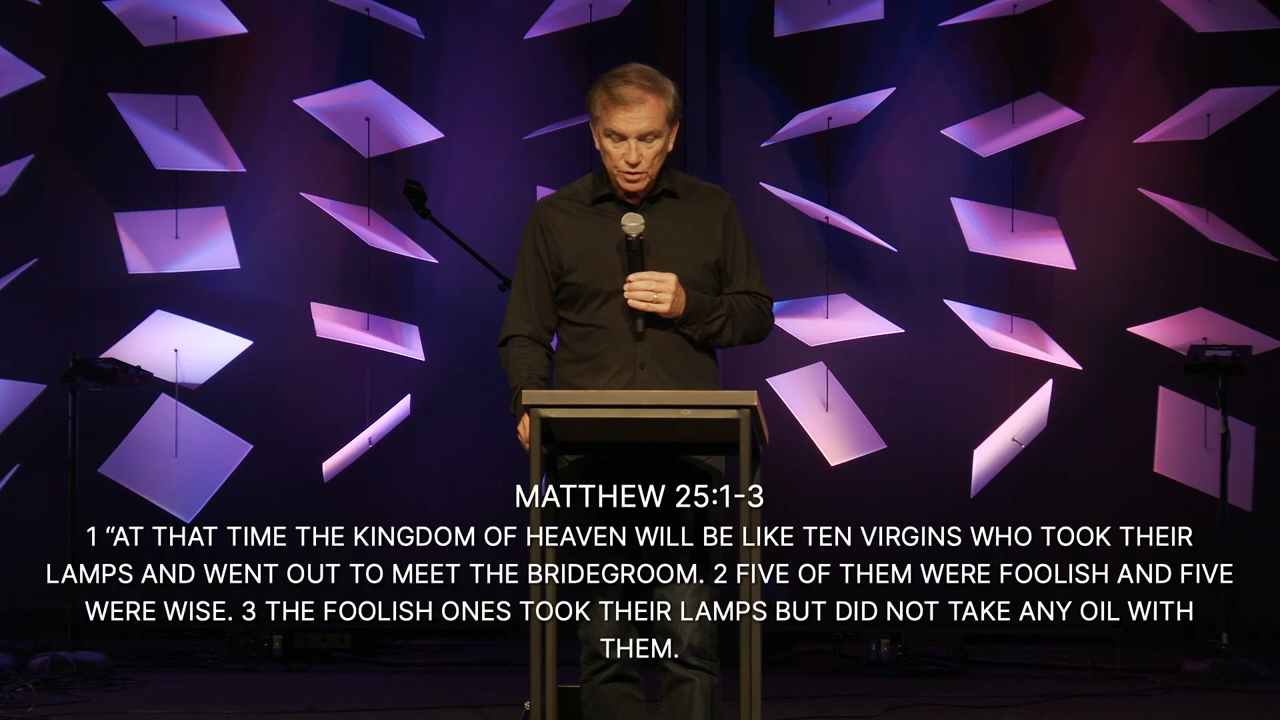 MATTHEW 25:1-3
1 “AT THAT TIME THE KINGDOM OF HEAVEN WILL BE LIKE TEN VIRGINS WHO TOOK THEIR
LAMPS AND WENT OUT TO MEET THE BRIDEGROOM. 2 FIVE OF THEM WERE FOOLISH AND FIVE
WERE WISE. 3 THE FOOLISH ONES TOOK THEIR LAMPS BUT DID NOT TAKE ANY OIL WITH
THEM.